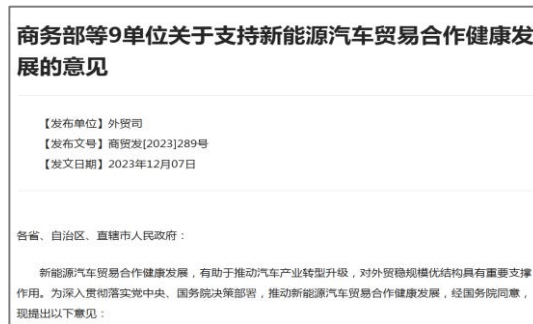 商务部等9单位关于支持新能源汽车贸易合作健康发
展的意见
【发布单位】外贸司
【发布文号】商贸发[2023]289号
【发文日期】2023年12月07日
各省、自治区、直辖市人民政府：
新能源汽车贸易合作健康发展，有助于推动汽车产业转型升级，对外贸稳规模优结构具有重要支撑
作用。为深入贯彻落实党中央、国务院决策部署，推动新能源汽车贸易合作健康发展，经国务院同意，
现提出以下意见：